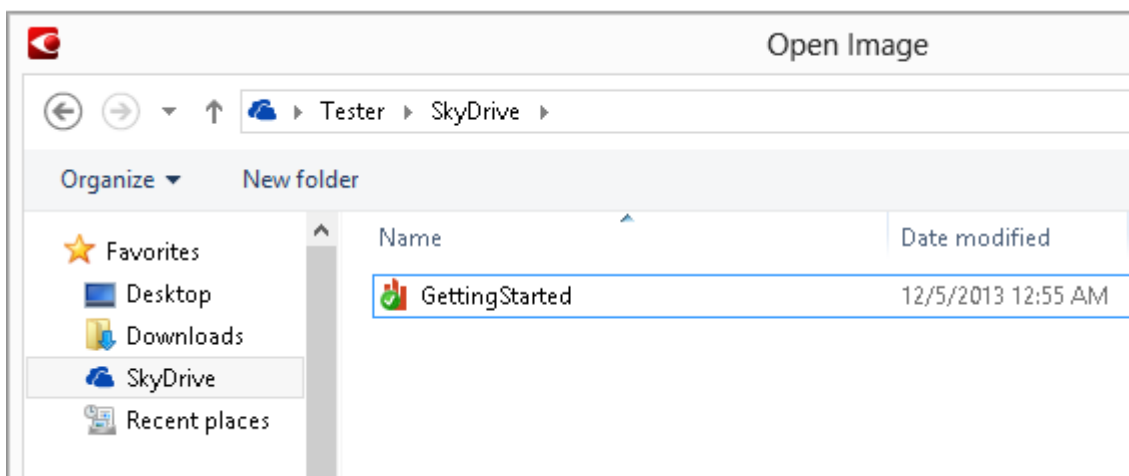 Open Image
Tester SkyDrive
Organize New folder
Name Date modified
Favorites
Desktop
Downloads
SkyDrive
Recent places
GettingStarted 12/5/2013 12:55 AM